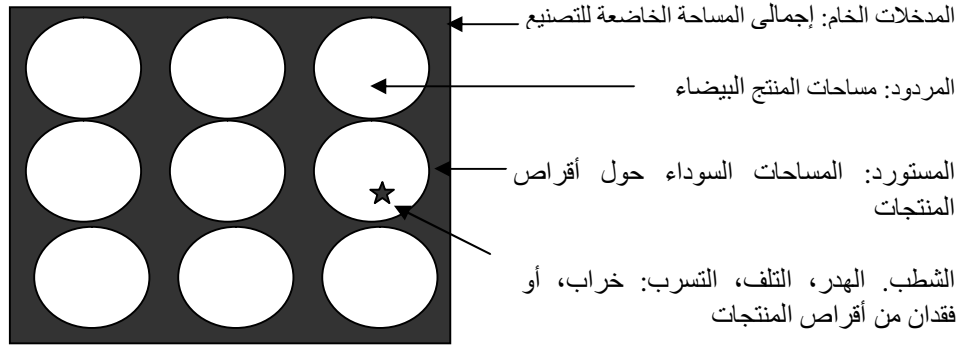 المدخلات الخام: إجمالي المساحة الخاضعة للتصنيع
المردود: مساحات المنتج البيضاء
المستورد: المساحات السوداء حول أقراص
المنتجات
الشطب. الهدر، التلف، التسرب: خراب، أو
فقدان من أقراص المنتجات